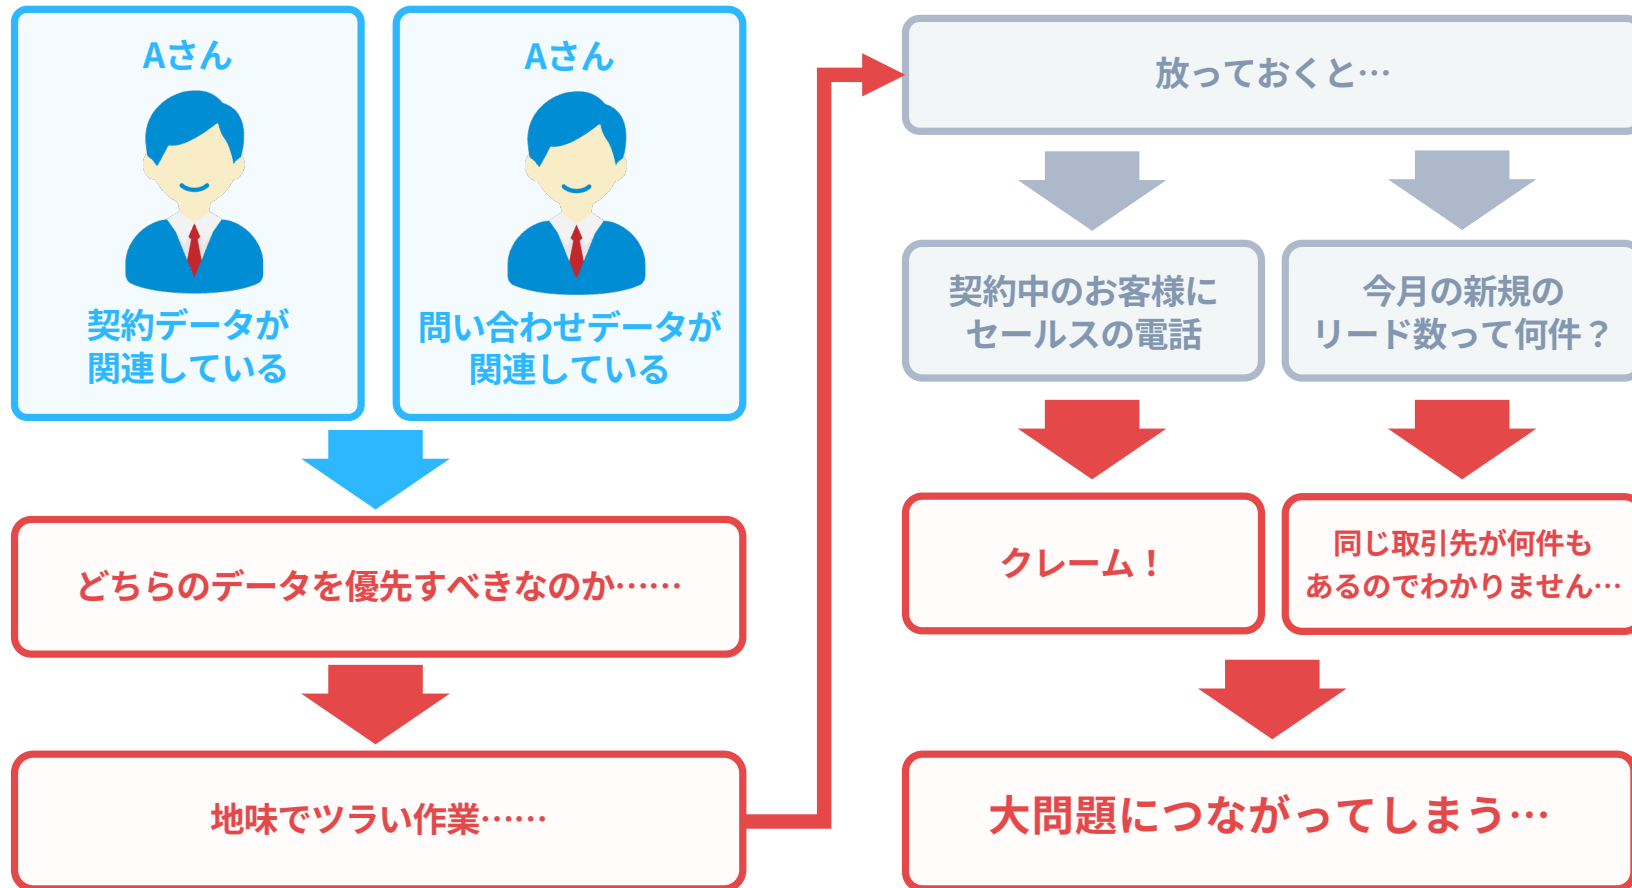 Aさん
契約データが
関連している
Aさん
問い合わせデータが
関連している
どちらのデータを優先すべきなのか……
地味でツラい作業……
放っておくと…
契約中のお客様に
セールスの電話
今月の新規の
リード数って何件？
クレーム！
同じ取引先が何件も
あるのでわかりません…
大問題につながってしまう…